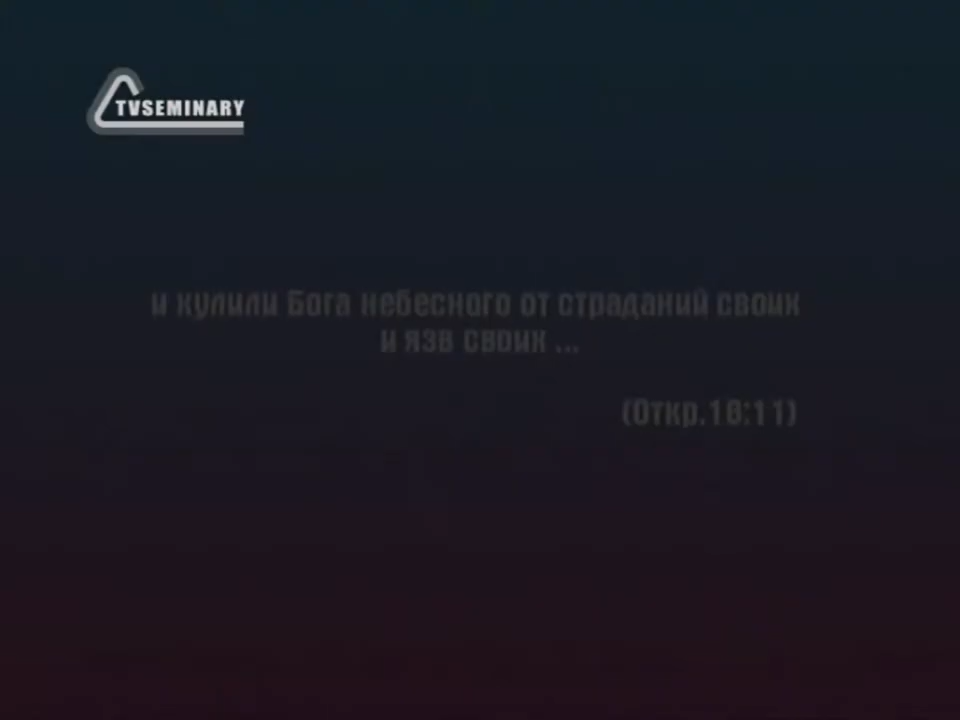 TVSEMINARY
и хулили Бога небесного от страданий своих
и язв своих ...
(Откр.16:11)